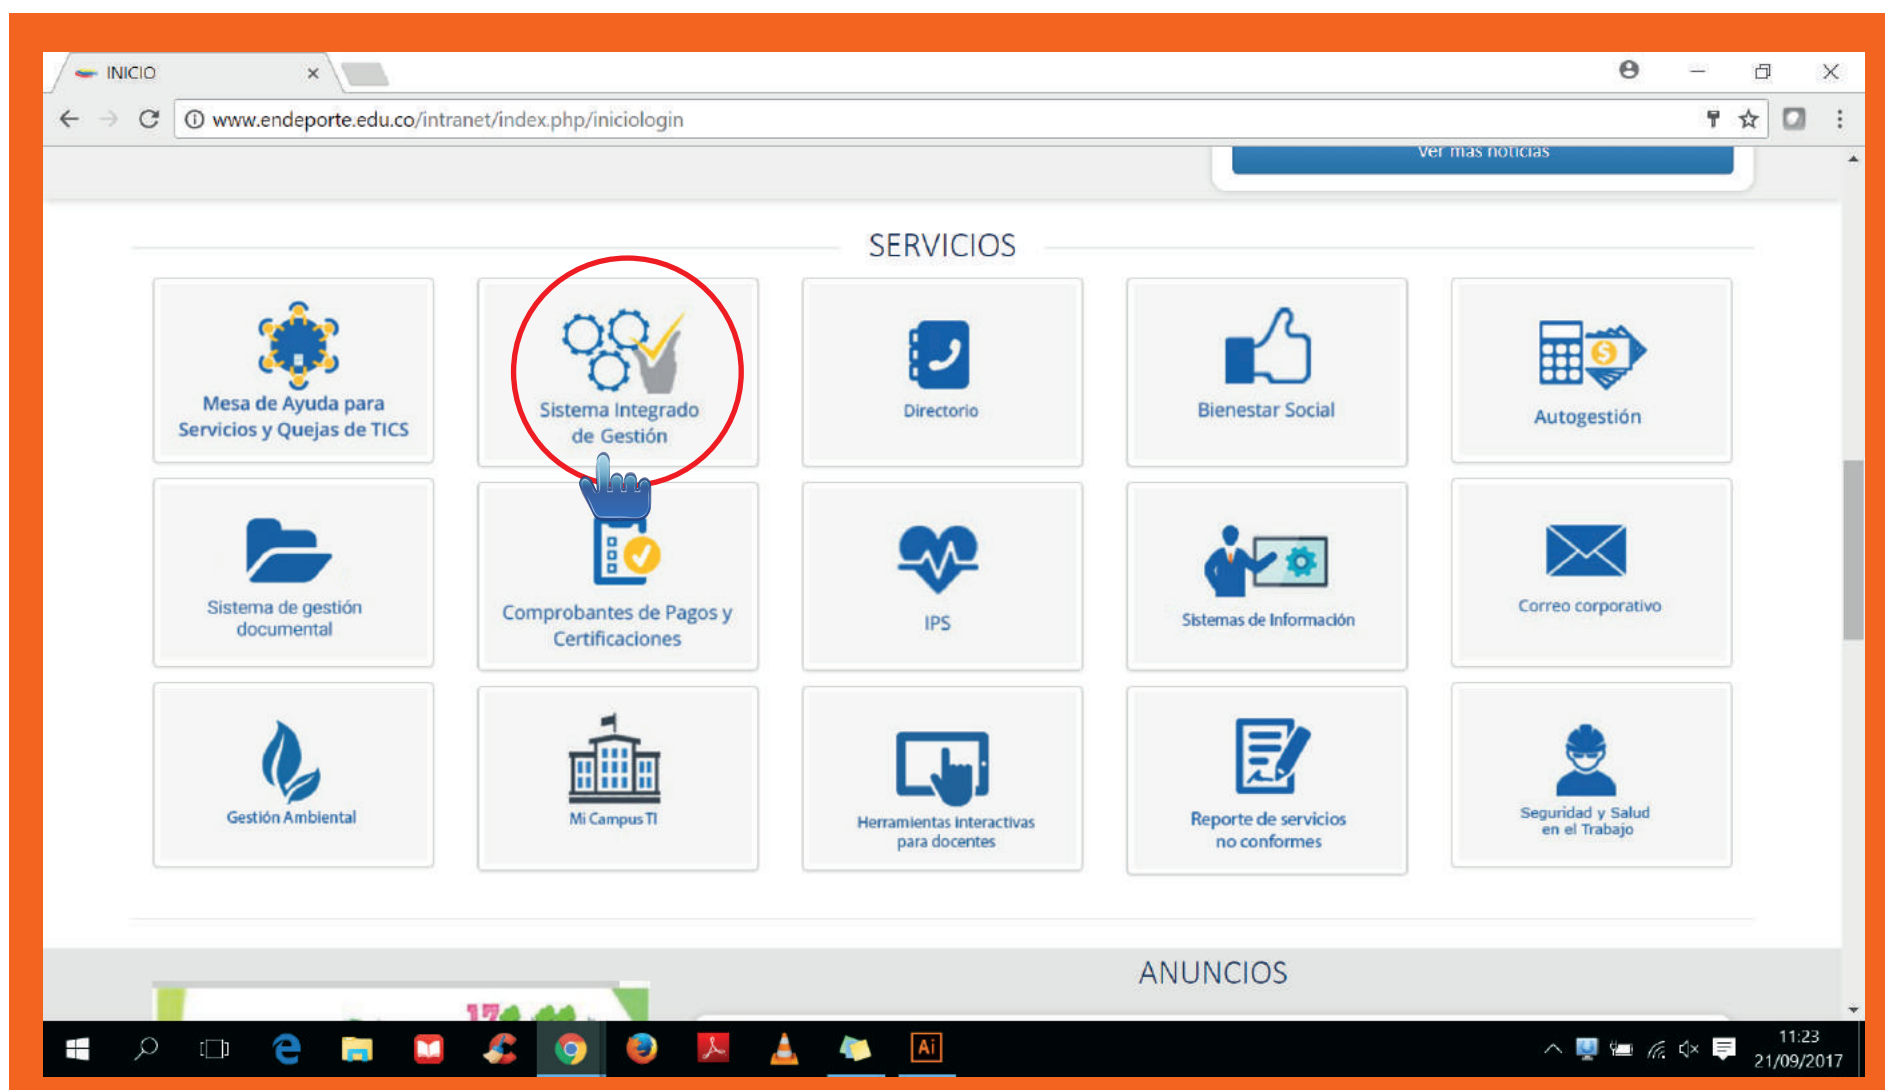 INICIO
www.endeporte.edu.co/intranet/index.php/iniciologin
Ver mas noticias
SERVICIOS
Mesa de Ayuda para
Servicios y Quejas de TICS
Sistema Integrado
de Gestión
Directorio
Bienestar Social
Autogestión
Sistema de gestión
documental
Comprobantes de Pagos y
Certificaciones
IPS
Sistemas de Información
Correo corporativo
Gestión Ambiental
Mi Campus TI
Herramientas interactivas
para docentes
Reporte de servicios
no conformes
Seguridad y Salud
en el Trabajo
ANUNCIOS
17
Ai
11:23
21/09/2017